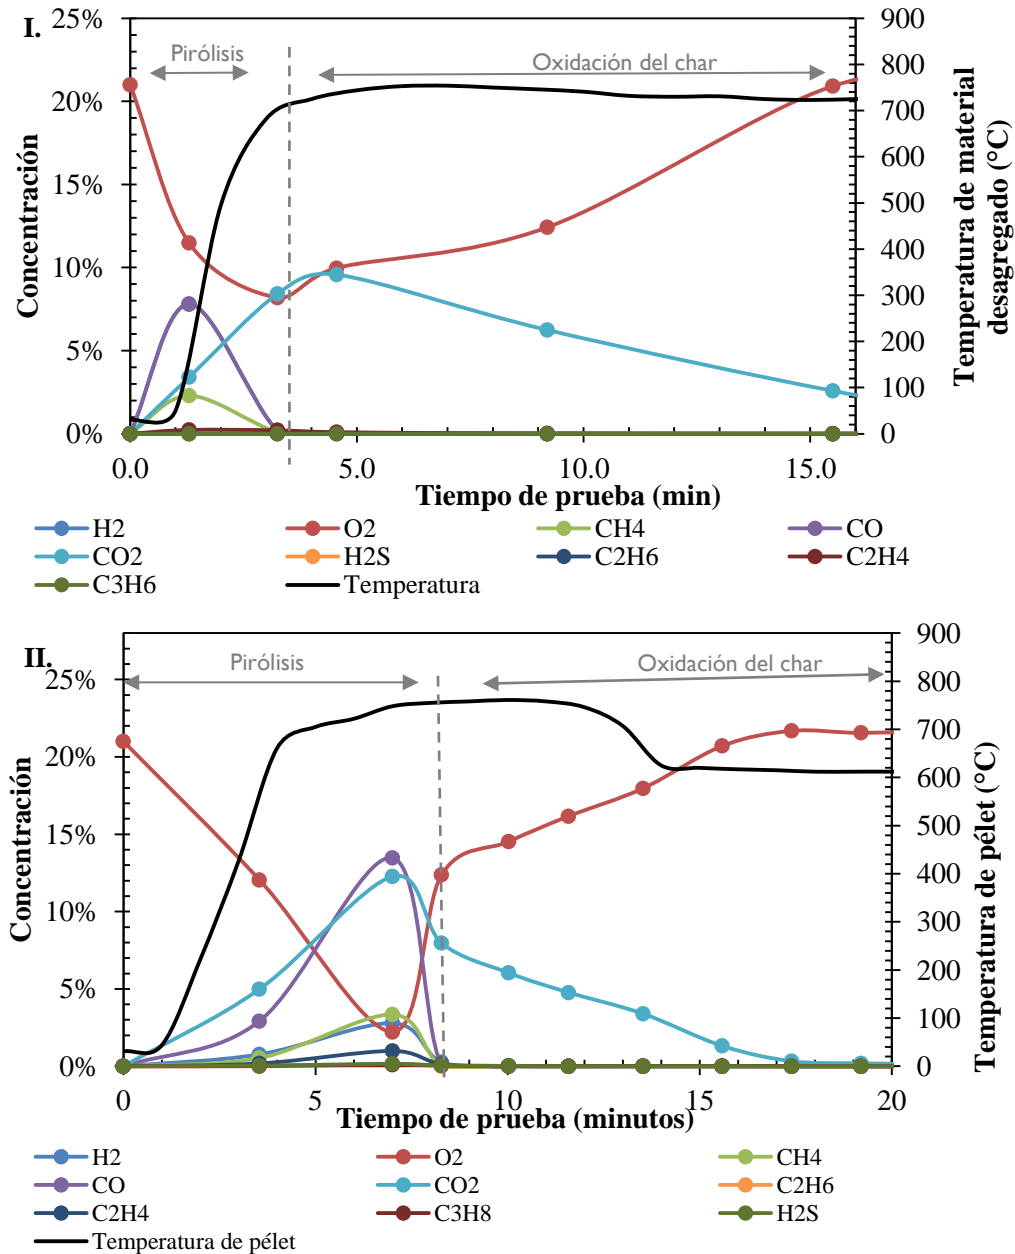 I.
Pirólisis
Oxidación del char
25%
20%
15%
10%
5%
0%
Concentración
900
800
700
600
500
400
300
200
100
0
Temperatura de material
desagregado (°C)
0.0 5.0 10.0 15.0
Tiempo de prueba (min)
H2 O2 CH4 CO
CO2 H2S C2H6 C2H4
C3H6 Temperatura
II.
Pirólisis
Oxidación del char
25%
20%
15%
10%
5%
0%
Concentración
900
800
700
600
500
400
300
200
100
0
Temperatura de pélet (°C)
0 5 10 15 20
Tiempo de prueba (minutos)
H2 O2 CH4
CO CO2 C2H6
C2H4 C3H8 H2S
Temperatura de pélet